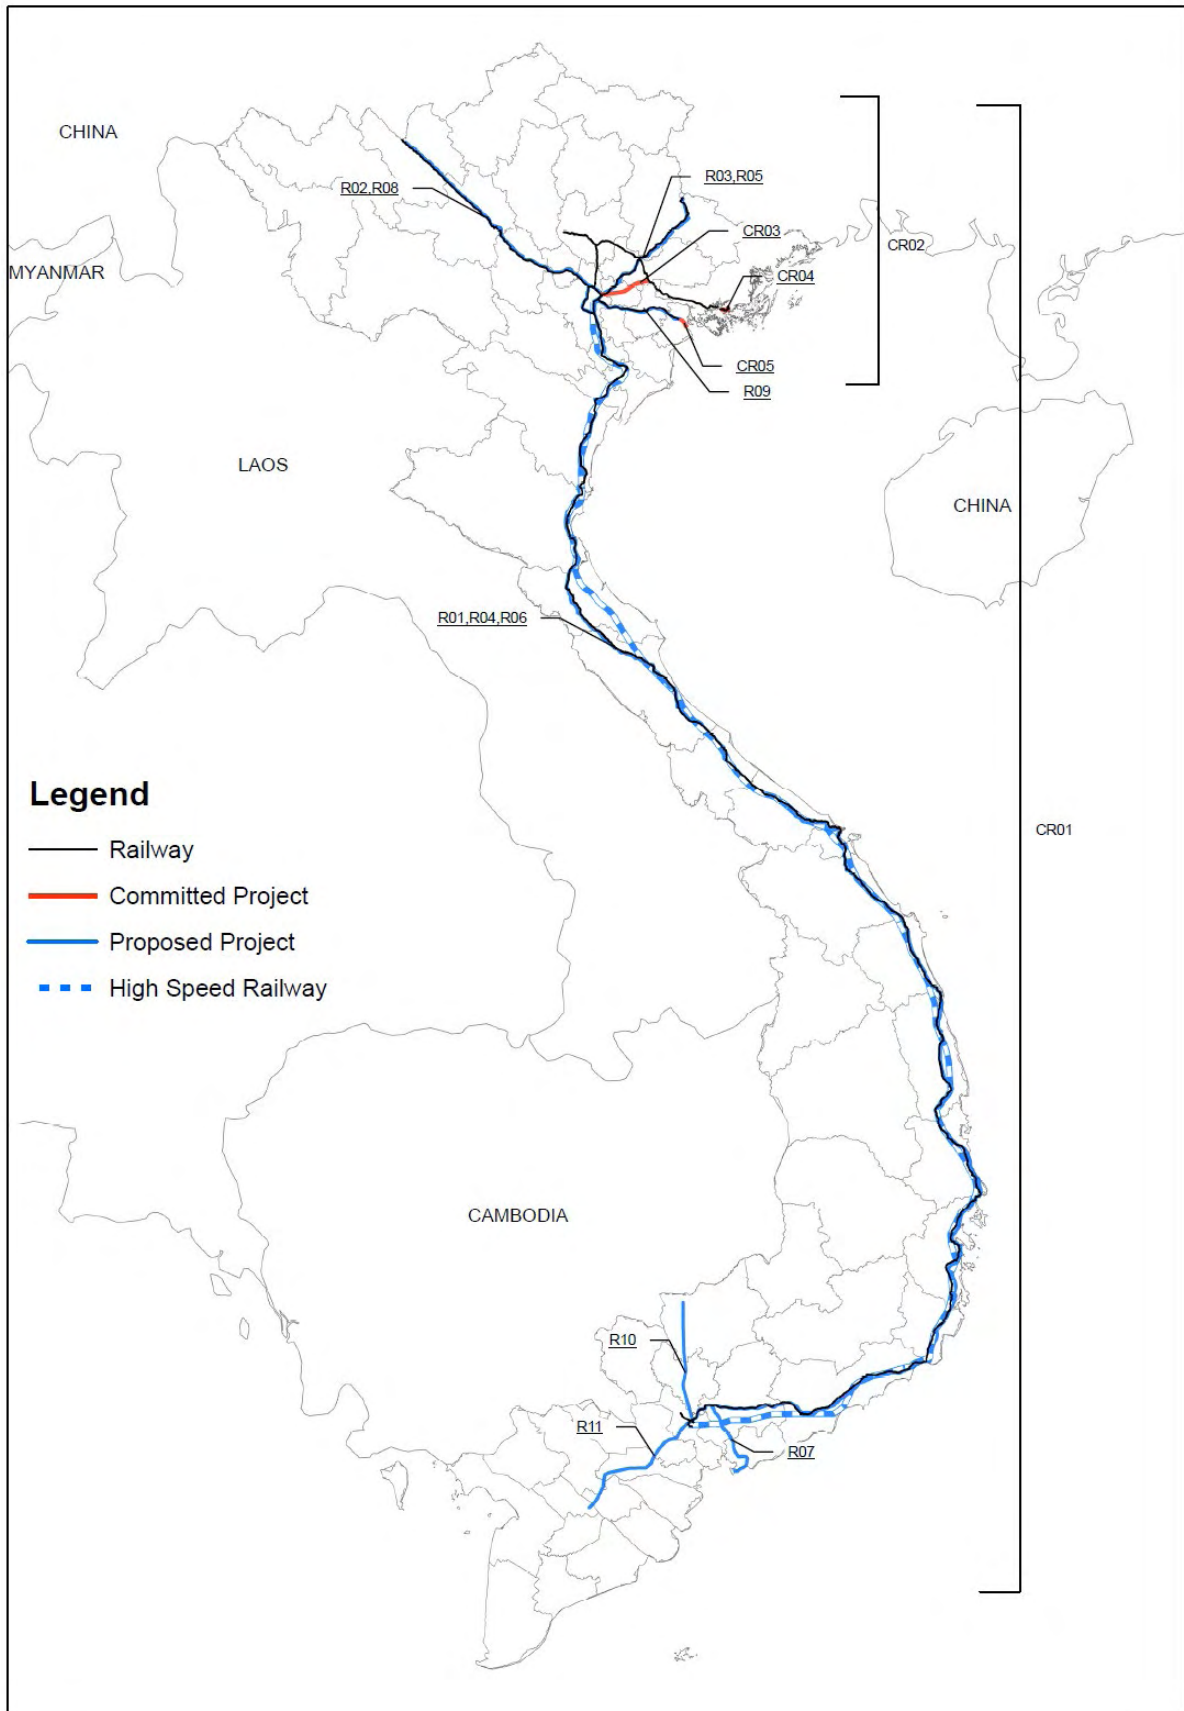 CHINA
R03,R05
R02,R08
CR03
CR02
MYANMAR
CR04
CR05
R09
LAOS
CHINA
R01,R04,R06
Legend
Railway
CR01
Committed Project
Proposed Project
High Speed Railway
CAMBODIA
R10
R11
R07